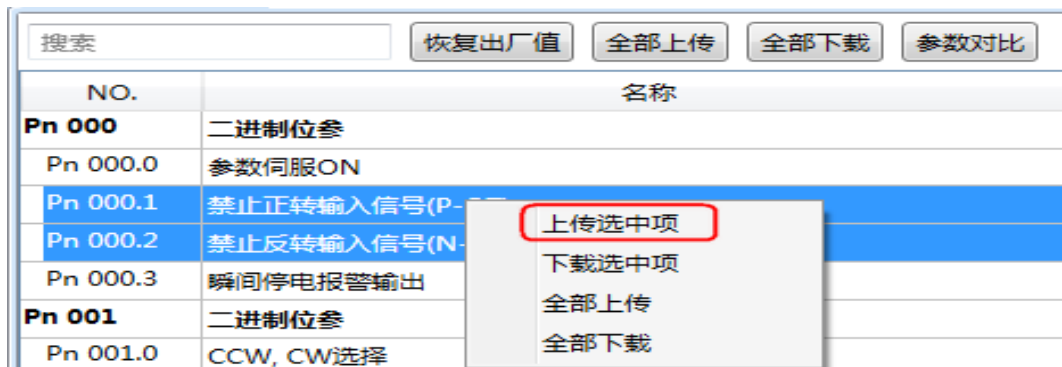 搜索 恢复出厂值 全部上传 全部下载 参数对比
NO. 名称
Pn 000 二进制位参
Pn 000.0 参数伺服ON
Pn 000.1 禁止正转输入信号(P-
上传选中项
Pn 000.2 禁止反转输入信号(N-
下载选中项
Pn 000.3 瞬间停电报警输出
全部上传
Pn 001 二进制位参
全部下载
Pn 001.0 CCW, CW选择